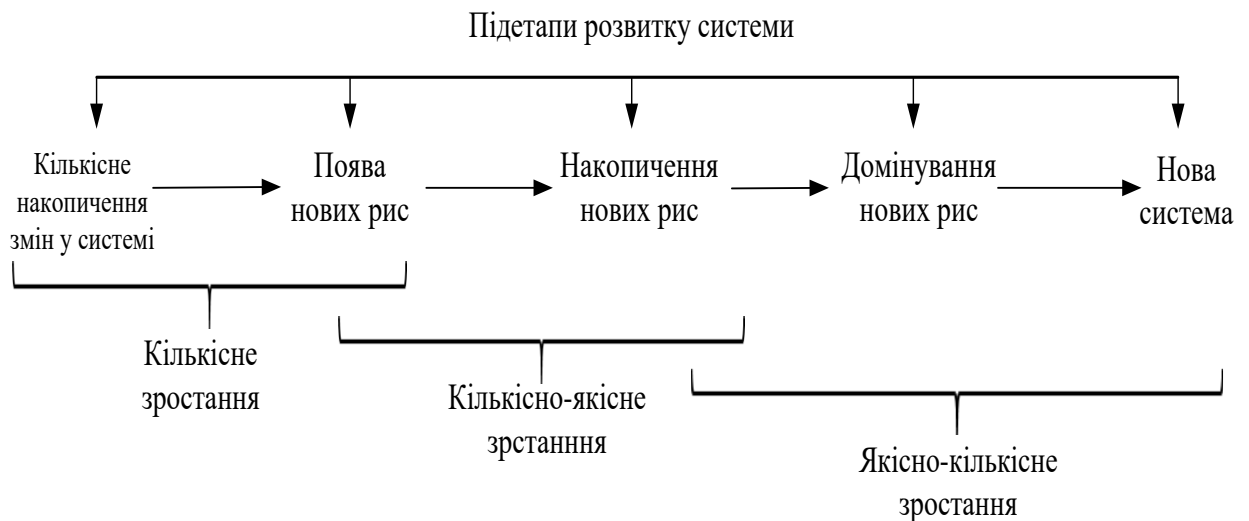 Підетапи розвитку системи
Кількісне
накопичення
змін у системі
Поява
нових рис
Накопичення
нових рис
Домінування
нових рис
Нова
система
Кількісне
зростання
Кількісно-якісне
зрстанння
Якісно-кількісне
зростання